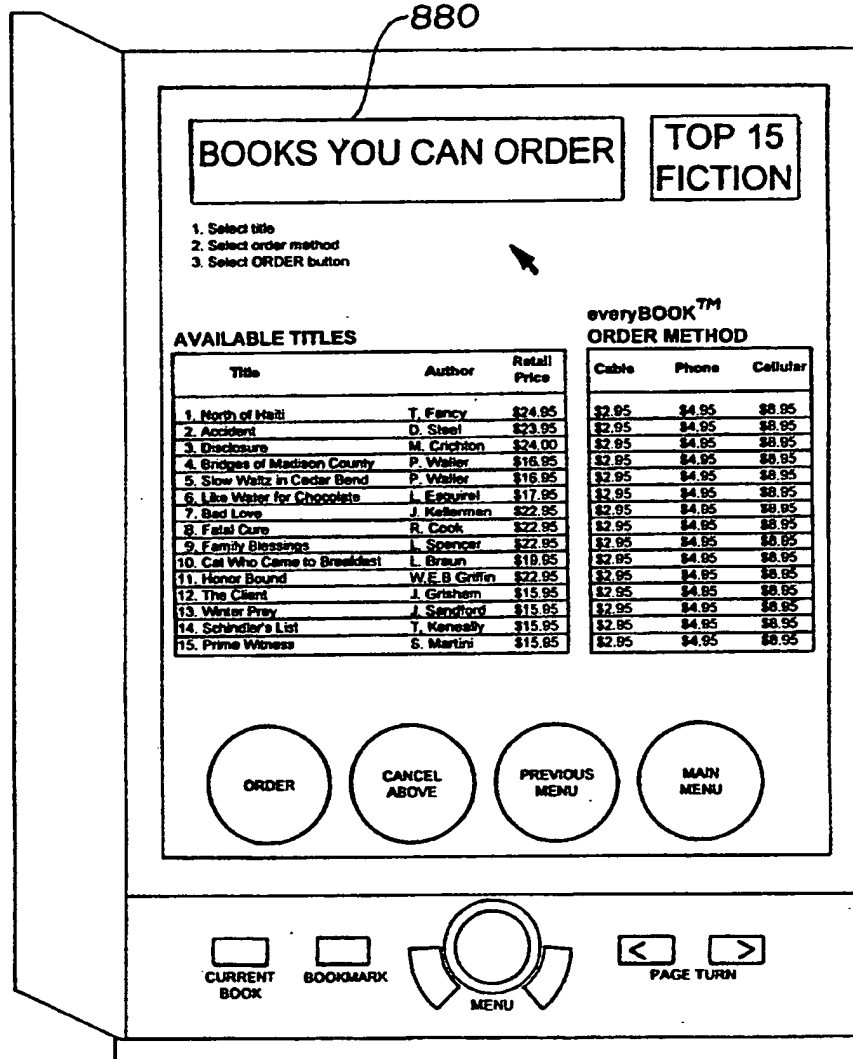 880
BOOKS YOU CAN ORDER
TOP 15
FICTION
1. Select title
2. Select order method
3. Select ORDER button
AVAILABLE TITLES
everyBOOK™
ORDER METHOD
Title Author Retail Price Cable Phone Cellular
1. North of Haiti T. Fancy $24.95 $2.95 $4.95 $8.95
2. Accident D. Steel $23.95 $2.95 $4.95 $8.95
3. Disclosure M. Crichton $24.00 $2.95 $4.95 $8.95
4. Bridges of Madison County P. Waller $16.95 $2.95 $4.95 $8.95
5. Slow Waltz in Cedar Bend P. Waller $16.95 $2.95 $4.95 $8.95
6. Like Water for Chocolate L. Esquirel $17.95 $2.95 $4.95 $8.95
7. Bad Love J. Kellerman $22.95 $2.95 $4.95 $8.95
8. Fatal Cure R. Cook $22.95 $2.95 $4.95 $8.95
9. Family Blessings L. Spencer $22.95 $2.95 $4.95 $8.95
10. Cat Who Came to Breakfast L. Braun $19.95 $2.95 $4.95 $8.95
11. Honor Bound W.E.B Griffin $22.95 $2.95 $4.95 $8.95
12. The Client J. Grisham $15.95 $2.95 $4.95 $8.95
13. Winter Prey J. Sandford $15.95 $2.95 $4.95 $8.95
14. Schindler's List T. Keneally $15.95 $2.95 $4.95 $8.95
15. Prime Witness S. Martini $15.95 $2.95 $4.95 $8.95
ORDER
CANCEL
ABOVE
PREVIOUS
MENU
MAIN
MENU
CURRENT
BOOK
BOOKMARK
MENU
< >
PAGE TURN